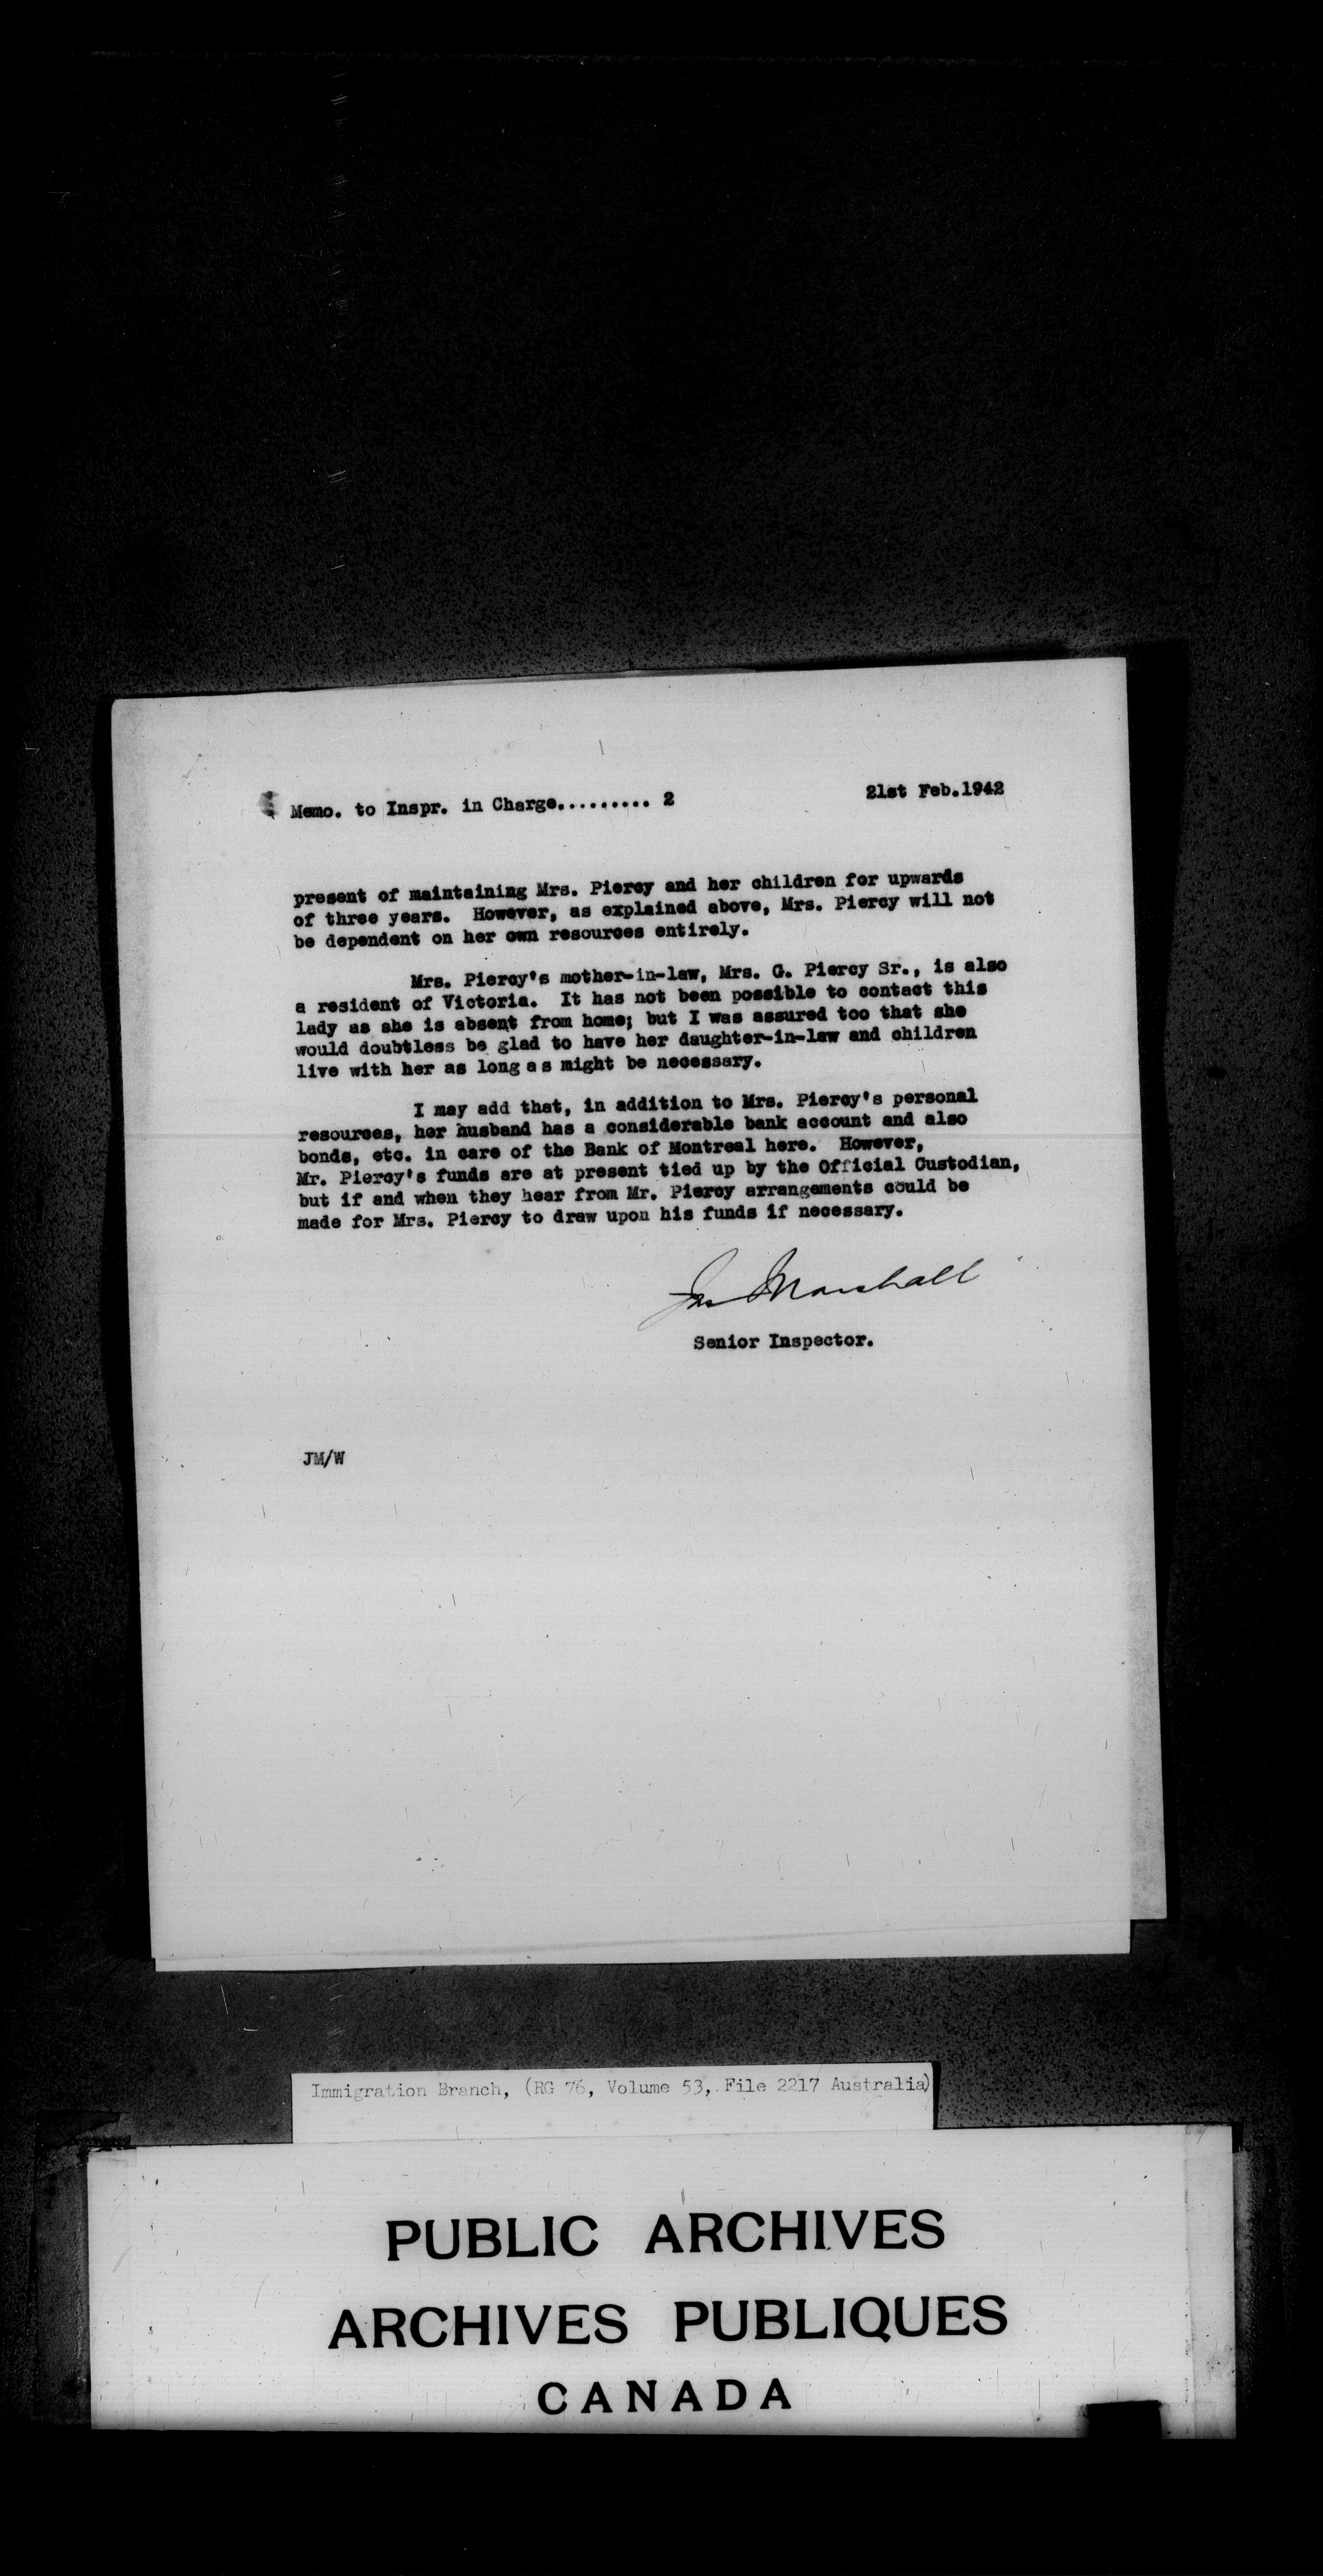 Memo. to Inspr. in Charge.......... 2 21st Feb.1942
present of maintaining Mrs. Piercy and her children for upwards
of three years. However, as explained above, Mrs. Piercy will not
be dependent on her own resources entirely.
Mrs. Piercy's mother-in-law, Mrs. G. Piercy Sr., is also
a resident of Victoria. It has not been possible to contact this
lady as she is absent from home; but I was assured too that she
would doubtless be glad to have her daughter-in-law and children
live with her as long as might be necessary.
I may add that, in addition to Mrs. Piercy's personal
resources, her husband has a considerable bank account and also
bonds, etc. in care of the Bank of Montreal here. However,
Mr. Piercy's funds are at present tied up by the Official Custodian,
but if and when they hear from Mr. Piercy arrangements could be
made for Mrs. Piercy to draw upon his funds if necessary.
Jas Marshall
Senior Inspector.
JM/W
Immigration Branch, (RG 76, Volume 53, File 2217 Australia)
PUBLIC ARCHIVES
ARCHIVES PUBLIQUES
CANADA